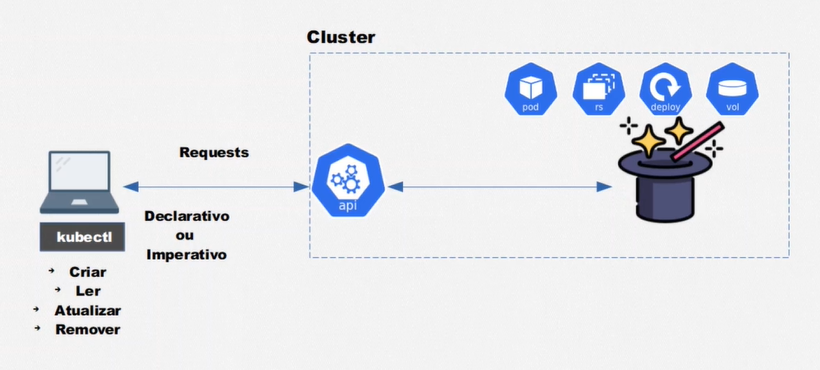 Cluster
pod
rs
deploy
vol
Requests
api
Declarativo
ou
Imperativo
kubectl
Criar
Ler
Atualizar
Remover